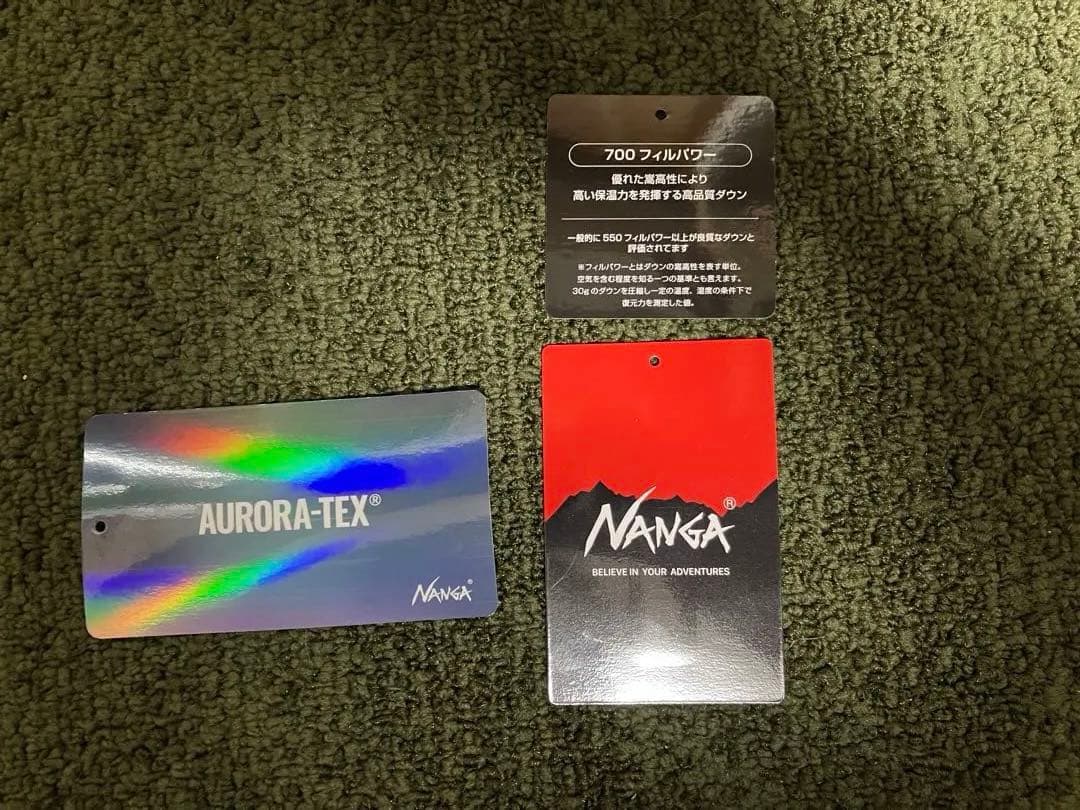 700 フィルパワー
優れた嵩高性により
高い保温力を発揮する高品質ダウン
一般的に550フィルパワー以上が良質なダウンと
評価されてます
※フィルパワーとはダウンの嵩高性を表す単位。
空気を含む程度を知る一つの基準とも言えます。
30gのダウンを圧縮し一定の温度、湿度の条件下で
復元力を測定した値。
AURORA-TEX®
NANGA®
NANGA®
BELIEVE IN YOUR ADVENTURES